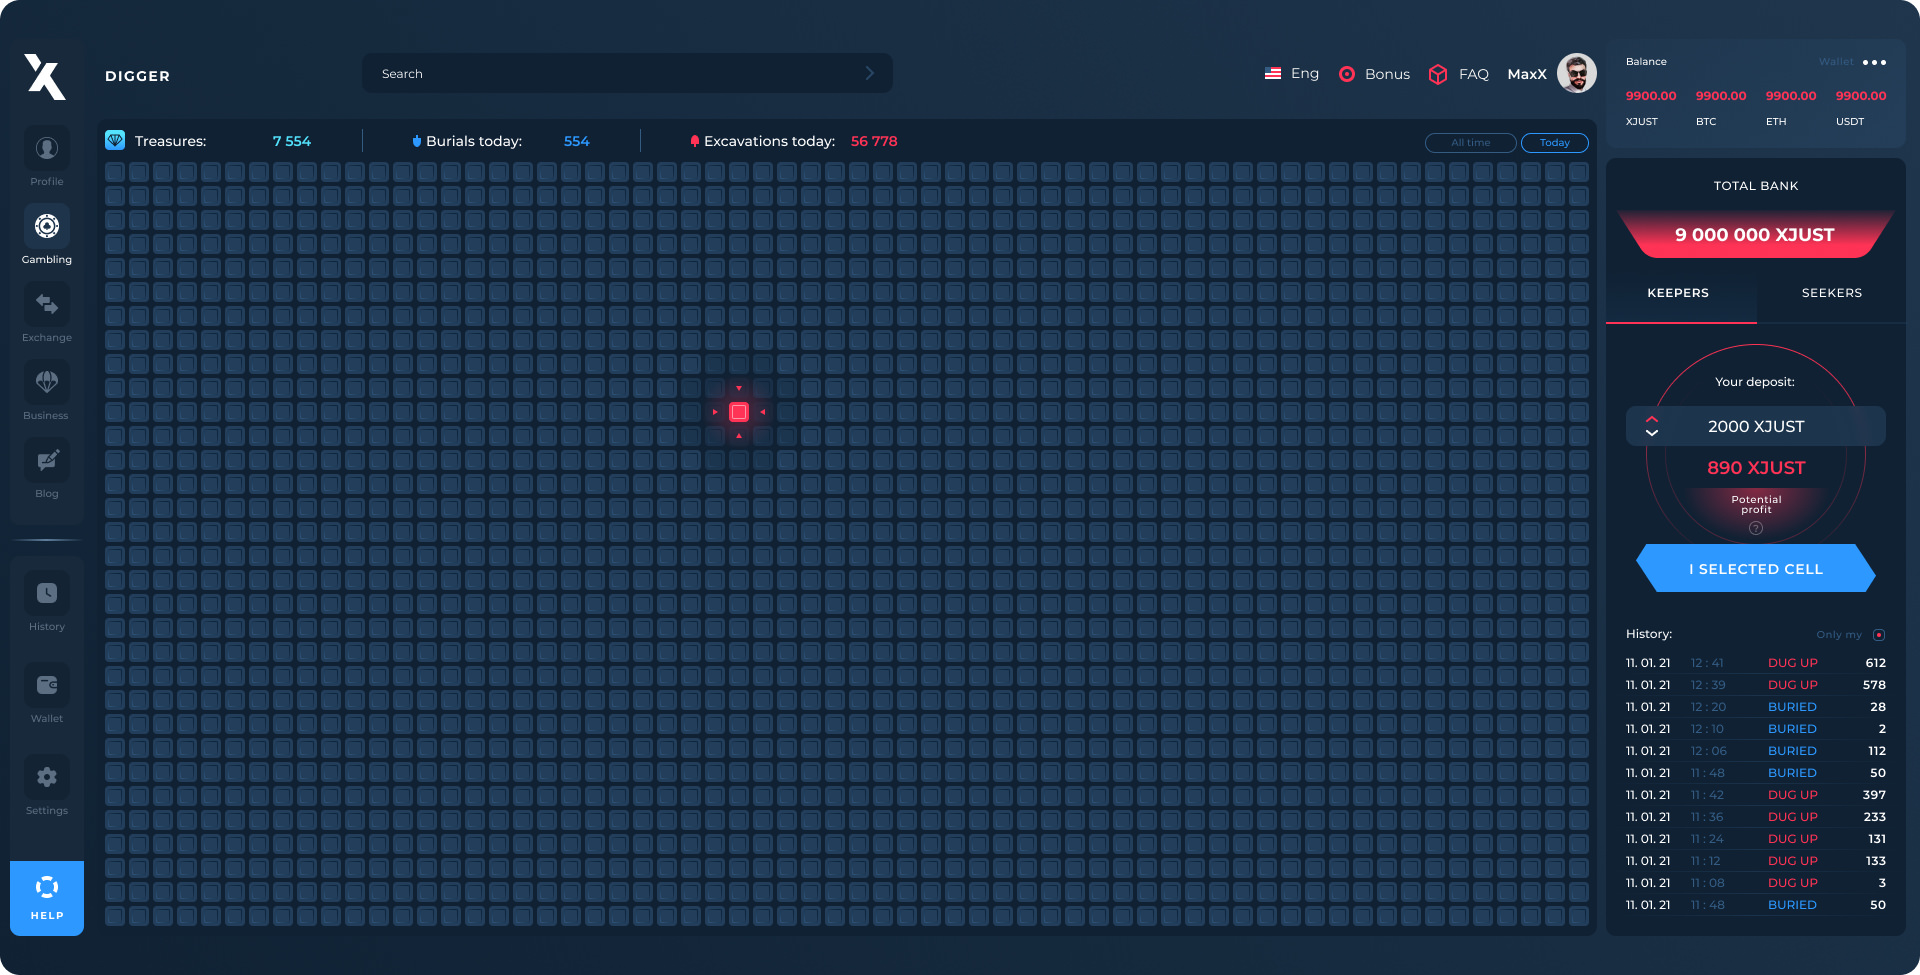 DIGGER
Search
Eng
Bonus
FAQ
MaxX
Profile
Gambling
Exchange
Business
Blog
History
Wallet
Settings
HELP
Treasures: 7 554
Burials today: 554
Excavations today: 56 778
All time
Today
Balance
Wallet
9900.00 9900.00 9900.00 9900.00
XJUST BTC ETH USDT
TOTAL BANK
9 000 000 XJUST
KEEPERS
SEEKERS
Your deposit:
2000 XJUST
890 XJUST
Potential
profit
?
I SELECTED CELL
History:
Only my
11. 01. 21 12 : 41 DUG UP 612
11. 01. 21 12 : 39 DUG UP 578
11. 01. 21 12 : 20 BURIED 28
11. 01. 21 12 : 10 BURIED 2
11. 01. 21 12 : 06 BURIED 112
11. 01. 21 11 : 48 BURIED 50
11. 01. 21 11 : 42 DUG UP 397
11. 01. 21 11 : 36 DUG UP 233
11. 01. 21 11 : 24 DUG UP 131
11. 01. 21 11 : 12 DUG UP 133
11. 01. 21 11 : 08 DUG UP 3
11. 01. 21 11 : 48 BURIED 50